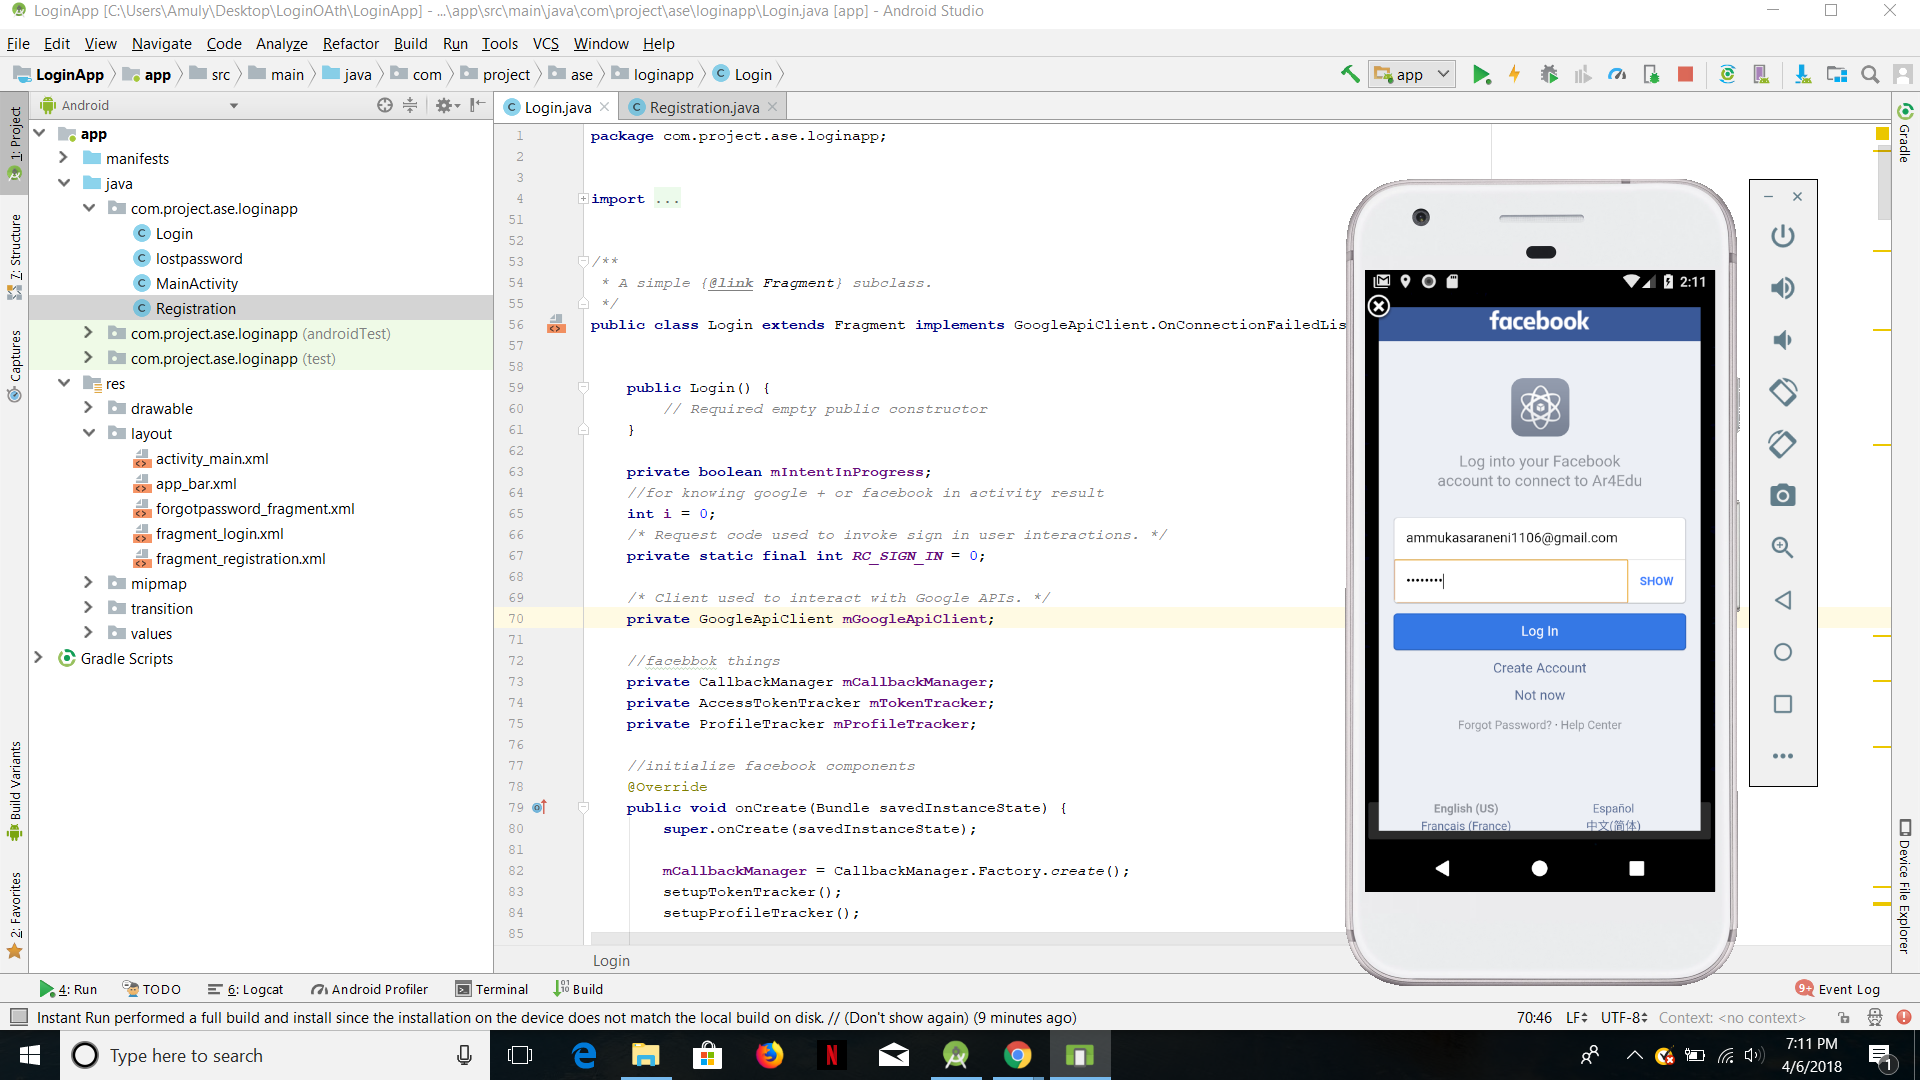 LoginApp [C:\Users\Amuly\Desktop\LoginOAth\LoginApp] - ...\app\src\main\java\com\project\ase\loginapp\Login.java [app] - Android Studio
File Edit View Navigate Code Analyze Refactor Build Run Tools VCS Window Help
LoginApp app src main java com project ase loginapp Login
app
Android
Login.java Registration.java
1: Project
7: Structure
Captures
Build Variants
2: Favorites
app
manifests
java
com.project.ase.loginapp
Login
lostpassword
MainActivity
Registration
com.project.ase.loginapp (androidTest)
com.project.ase.loginapp (test)
res
drawable
layout
activity_main.xml
app_bar.xml
forgotpassword_fragment.xml
fragment_login.xml
fragment_registration.xml
mipmap
transition
values
Gradle Scripts
1 package com.project.ase.loginapp;
2
3
4 import ...
51
52
53 /**
54 * A simple {@link Fragment} subclass.
55 */
56 public class Login extends Fragment implements GoogleApiClient.OnConnectionFailedLis
57
58
59 public Login() {
60 // Required empty public constructor
61 }
62
63 private boolean mIntentInProgress;
64 //for knowing google + or facebook in activity result
65 int i = 0;
66 /* Request code used to invoke sign in user interactions. */
67 private static final int RC_SIGN_IN = 0;
68
69 /* Client used to interact with Google APIs. */
70 private GoogleApiClient mGoogleApiClient;
71
72 //facebbok things
73 private CallbackManager mCallbackManager;
74 private AccessTokenTracker mTokenTracker;
75 private ProfileTracker mProfileTracker;
76
77 //initialize facebook components
78 @Override
79 public void onCreate(Bundle savedInstanceState) {
80 super.onCreate(savedInstanceState);
81
82 mCallbackManager = CallbackManager.Factory.create();
83 setupTokenTracker();
84 setupProfileTracker();
85
Login
2:11
facebook
Log into your Facebook
account to connect to Ar4Edu
ammukasaraneni1106@gmail.com
•••••••• SHOW
Log In
Create Account
Not now
Forgot Password? · Help Center
English (US) Español
Français (France) 中文(简体)
Gradle
Device File Explorer
4: Run TODO 6: Logcat Android Profiler Terminal Build 9+ Event Log
Instant Run performed a full build and install since the installation on the device does not match the local build on disk. // (Don't show again) (9 minutes ago) 70:46 LF UTF-8 Context: <no context>
Type here to search
7:11 PM
4/6/2018
1